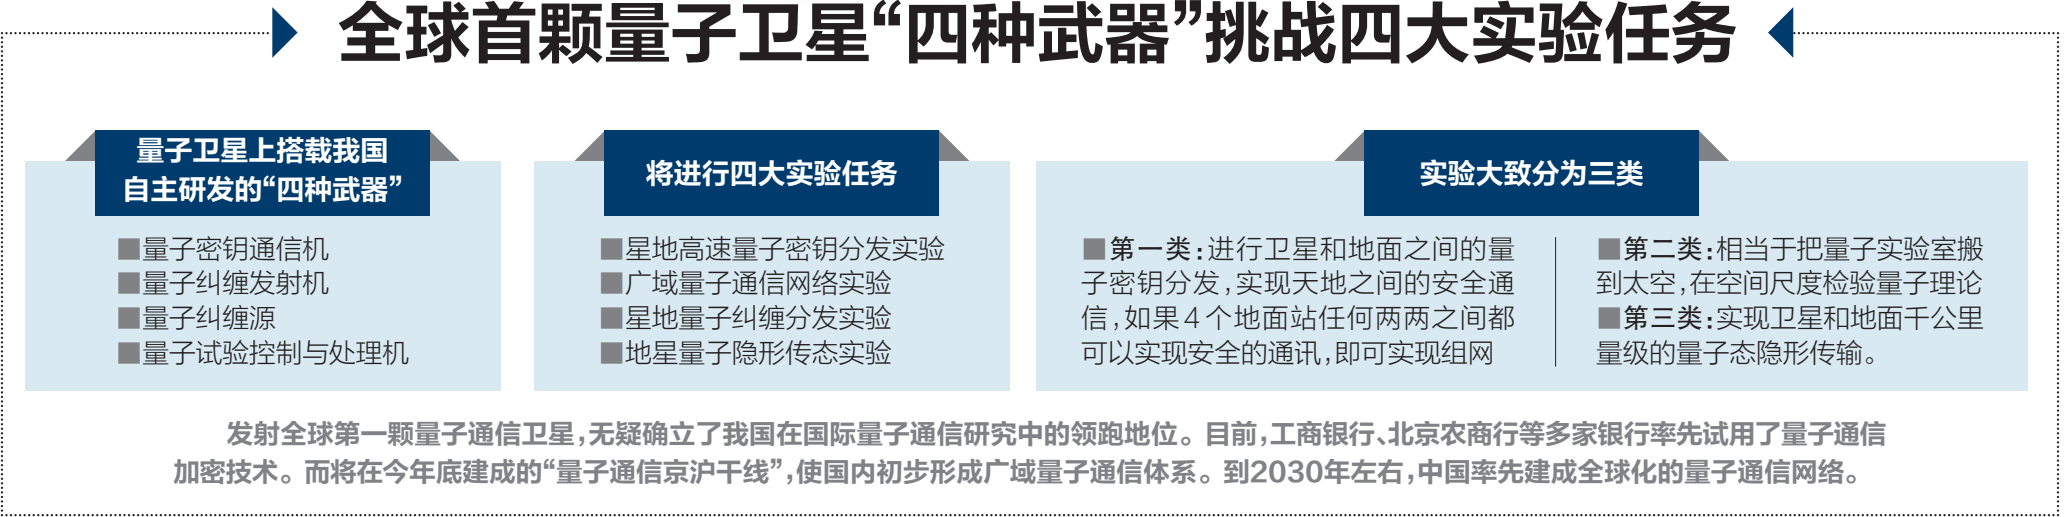 全球首颗量子卫星“四种武器”挑战四大实验任务
量子卫星上搭载我国
自主研发的“四种武器”
■量子密钥通信机
■量子纠缠发射机
■量子纠缠源
■量子试验控制与处理机
将进行四大实验任务
■星地高速量子密钥分发实验
■广域量子通信网络实验
■星地量子纠缠分发实验
■地星量子隐形传态实验
实验大致分为三类
■第一类:进行卫星和地面之间的量
子密钥分发,实现天地之间的安全通
信,如果4个地面站任何两两之间都
可以实现安全的通讯,即可实现组网
■第二类:相当于把量子实验室搬
到太空,在空间尺度检验量子理论
■第三类:实现卫星和地面千公里
量级的量子态隐形传输。
发射全球第一颗量子通信卫星,无疑确立了我国在国际量子通信研究中的领跑地位。目前,工商银行、北京农商行等多家银行率先试用了量子通信
加密技术。而将在今年底建成的“量子通信京沪干线”,使国内初步形成广域量子通信体系。到2030年左右,中国率先建成全球化的量子通信网络。